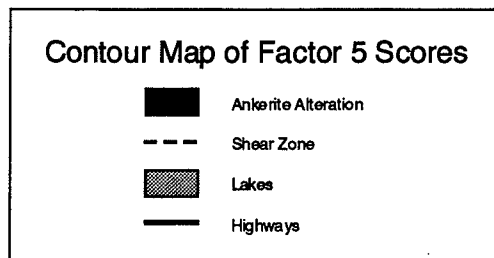 Contour Map of Factor 5 Scores
Ankerite Alteration
Shear Zone
Lakes
Highways